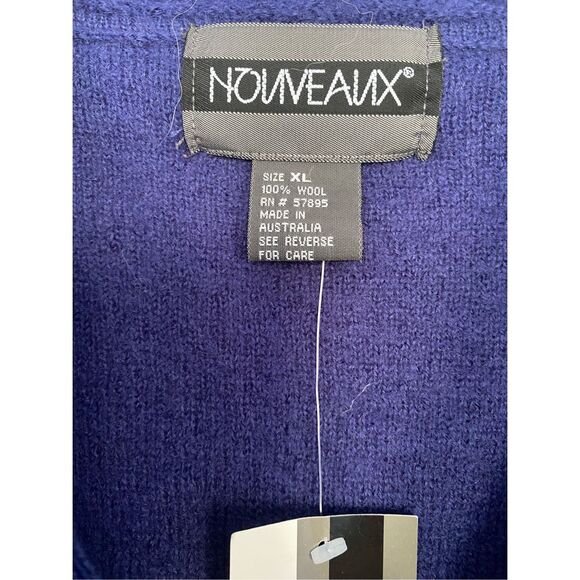 NOUVEAUX®
SIZE XL
100% WOOL
RN # 57895
MADE IN
AUSTRALIA
SEE REVERSE
FOR CARE